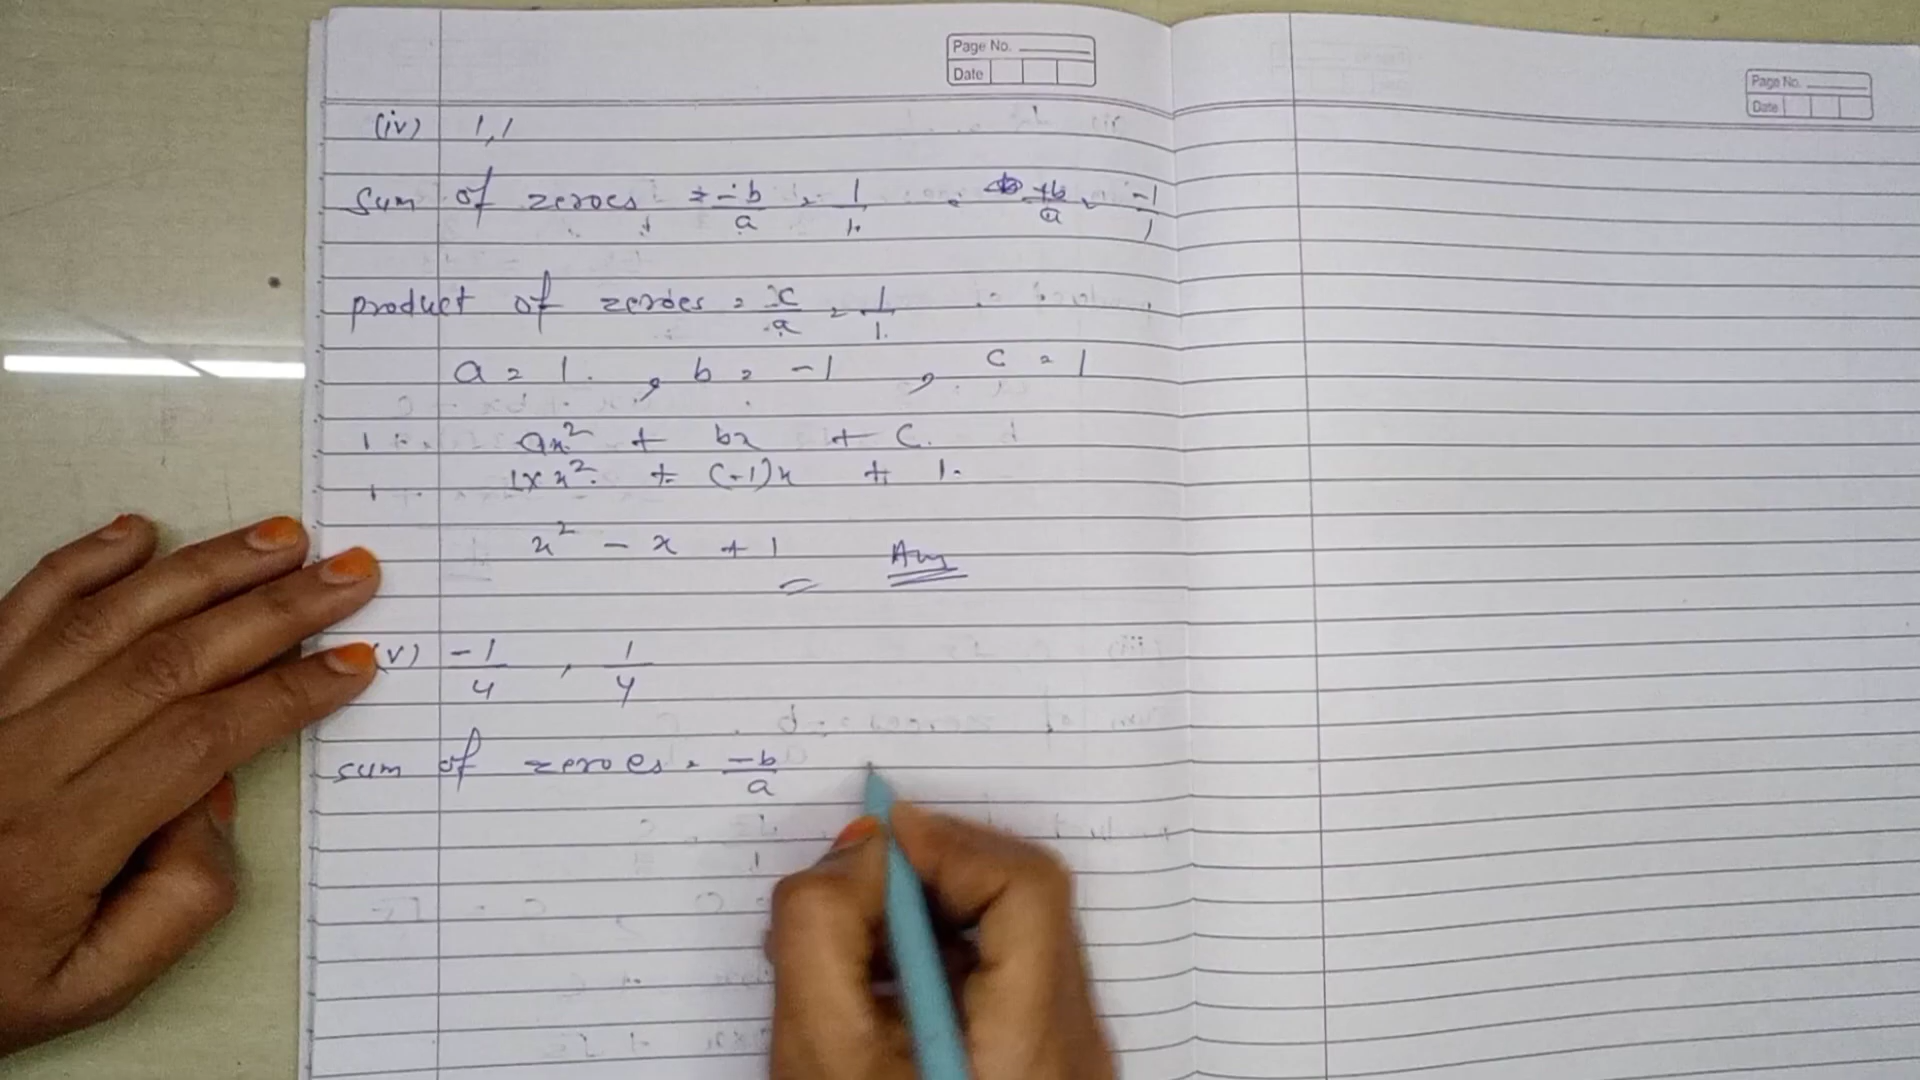 Page No.
Date
Page No.
Date
(iv) 1,1
Sum of zeroes = -b/a = 1/1 +b/a = -1/1
product of zeroes = c/a = 1/1
a = 1 , b = -1 , c = 1
ax² + bx + c.
1×x² + (-1)x + 1.
x² - x + 1 Ans
(v) -1/4 , 1/4
sum of zeroes = -b/a